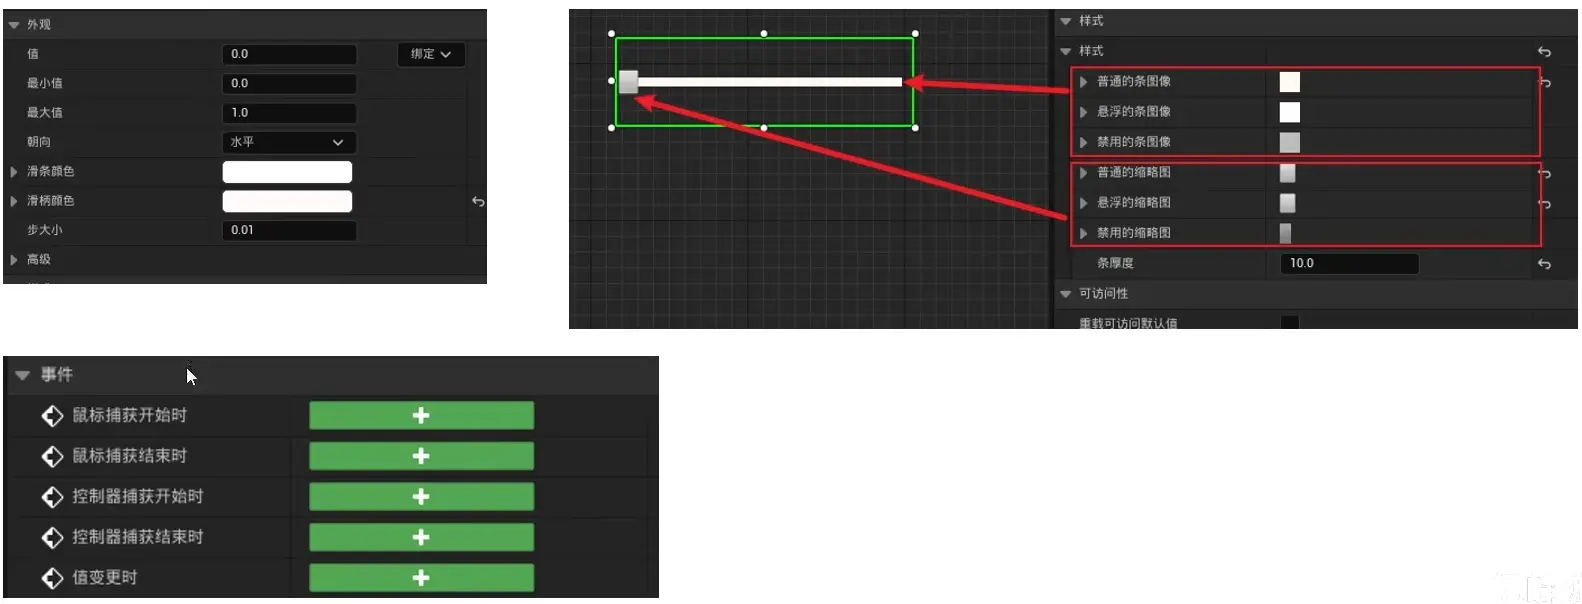 外观
值 0.0 绑定
最小值 0.0
最大值 1.0
朝向 水平
滑条颜色
滑柄颜色
步大小 0.01
高级
样式
样式
普通的条图像
悬浮的条图像
禁用的条图像
普通的缩略图
悬浮的缩略图
禁用的缩略图
条厚度 10.0
可访问性
重载可访问默认值
事件
鼠标捕获开始时
鼠标捕获结束时
控制器捕获开始时
控制器捕获结束时
值变更时